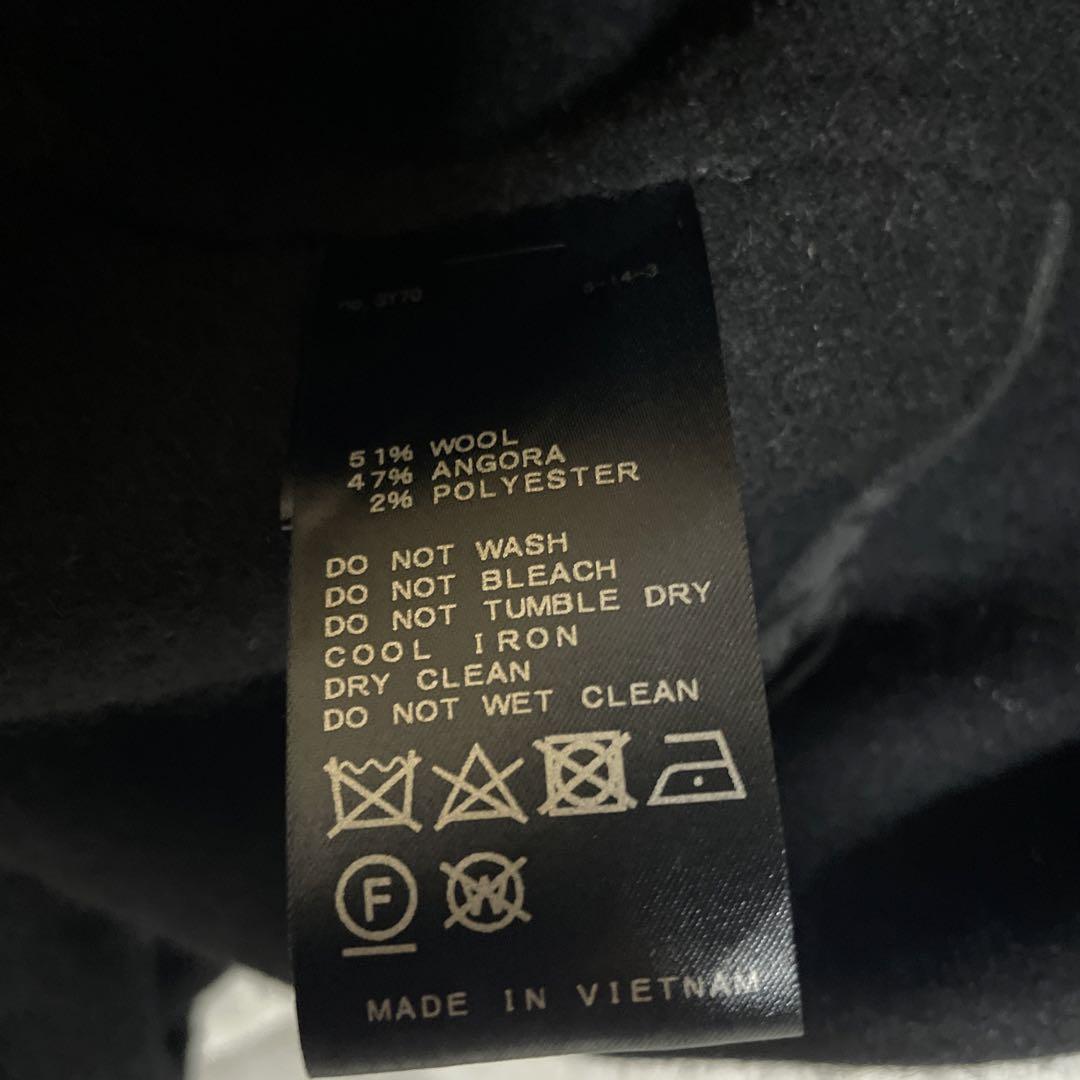 51% WOOL
47% ANGORA
2% POLYESTER
DO NOT WASH
DO NOT BLEACH
DO NOT TUMBLE DRY
COOL IRON
DRY CLEAN
DO NOT WET CLEAN
F W
MADE IN VIETNAM